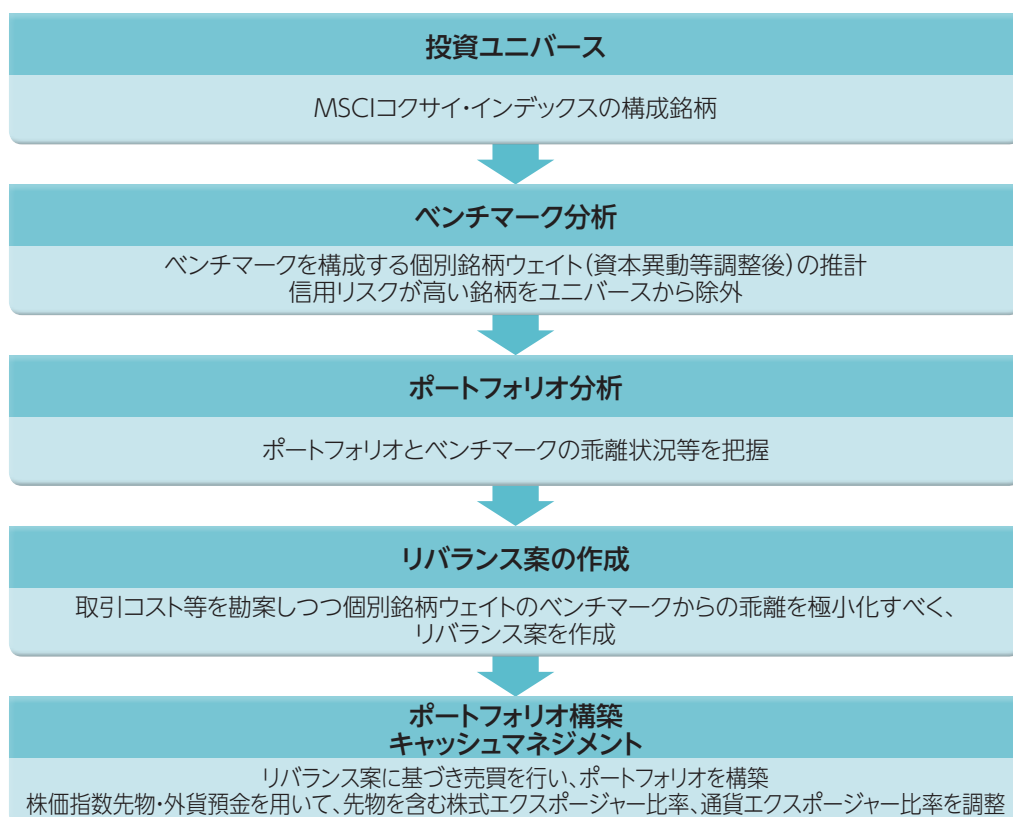 投資ユニバース
MSCIコクサイ・インデックスの構成銘柄
ベンチマーク分析
ベンチマークを構成する個別銘柄ウェイト(資本異動等調整後)の推計
信用リスクが高い銘柄をユニバースから除外
ポートフォリオ分析
ポートフォリオとベンチマークの乖離状況等を把握
リバランス案の作成
取引コスト等を勘案しつつ個別銘柄ウェイトのベンチマークからの乖離を極小化すべく、
リバランス案を作成
ポートフォリオ構築
キャッシュマネジメント
リバランス案に基づき売買を行い、ポートフォリオを構築
株価指数先物・外貨預金を用いて、先物を含む株式エクスポージャー比率、通貨エクスポージャー比率を調整